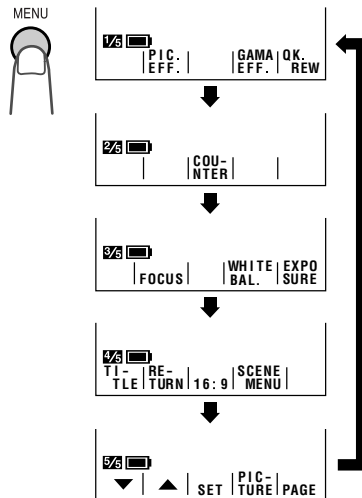 MENU
1/5
PIC. GAMA QK.
EFF. EFF. REW
2/5
COU-
NTER
3/5
WHITE EXPO
FOCUS BAL. SURE
4/5
TI- RE- SCENE
TLE TURN 16:9 MENU
5/5
PIC-
SET TURE PAGE